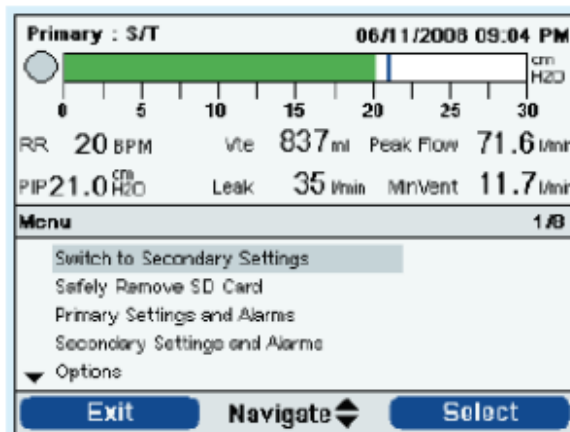 Primary : S/T 06/11/2008 09:04 PM
cm
H2O
0 5 10 15 20 25 30
RR 20 BPM Vte 837 ml Peak Flow 71.6 l/min
PIP 21.0 cm H2O Leak 35 l/min MinVent 11.7 l/min
Menu 1/8
Switch to Secondary Settings
Safely Remove SD Card
Primary Settings and Alarms
Secondary Settings and Alarms
Options
Exit Navigate Select